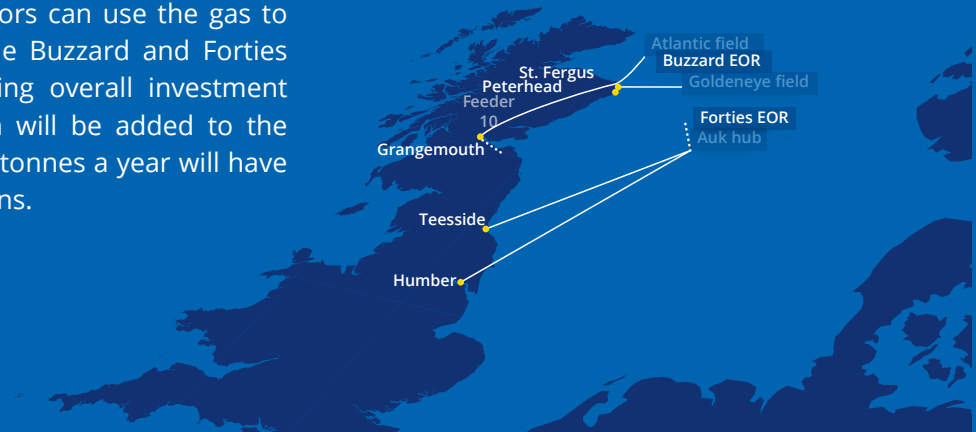 ors can use the gas to
e Buzzard and Forties
ing overall investment
will be added to the
tonnes a year will have
ns.
Atlantic field
Buzzard EOR
St. Fergus
Goldeneye field
Peterhead
Feeder
10
Forties EOR
Auk hub
Grangemouth
Teesside
Humber